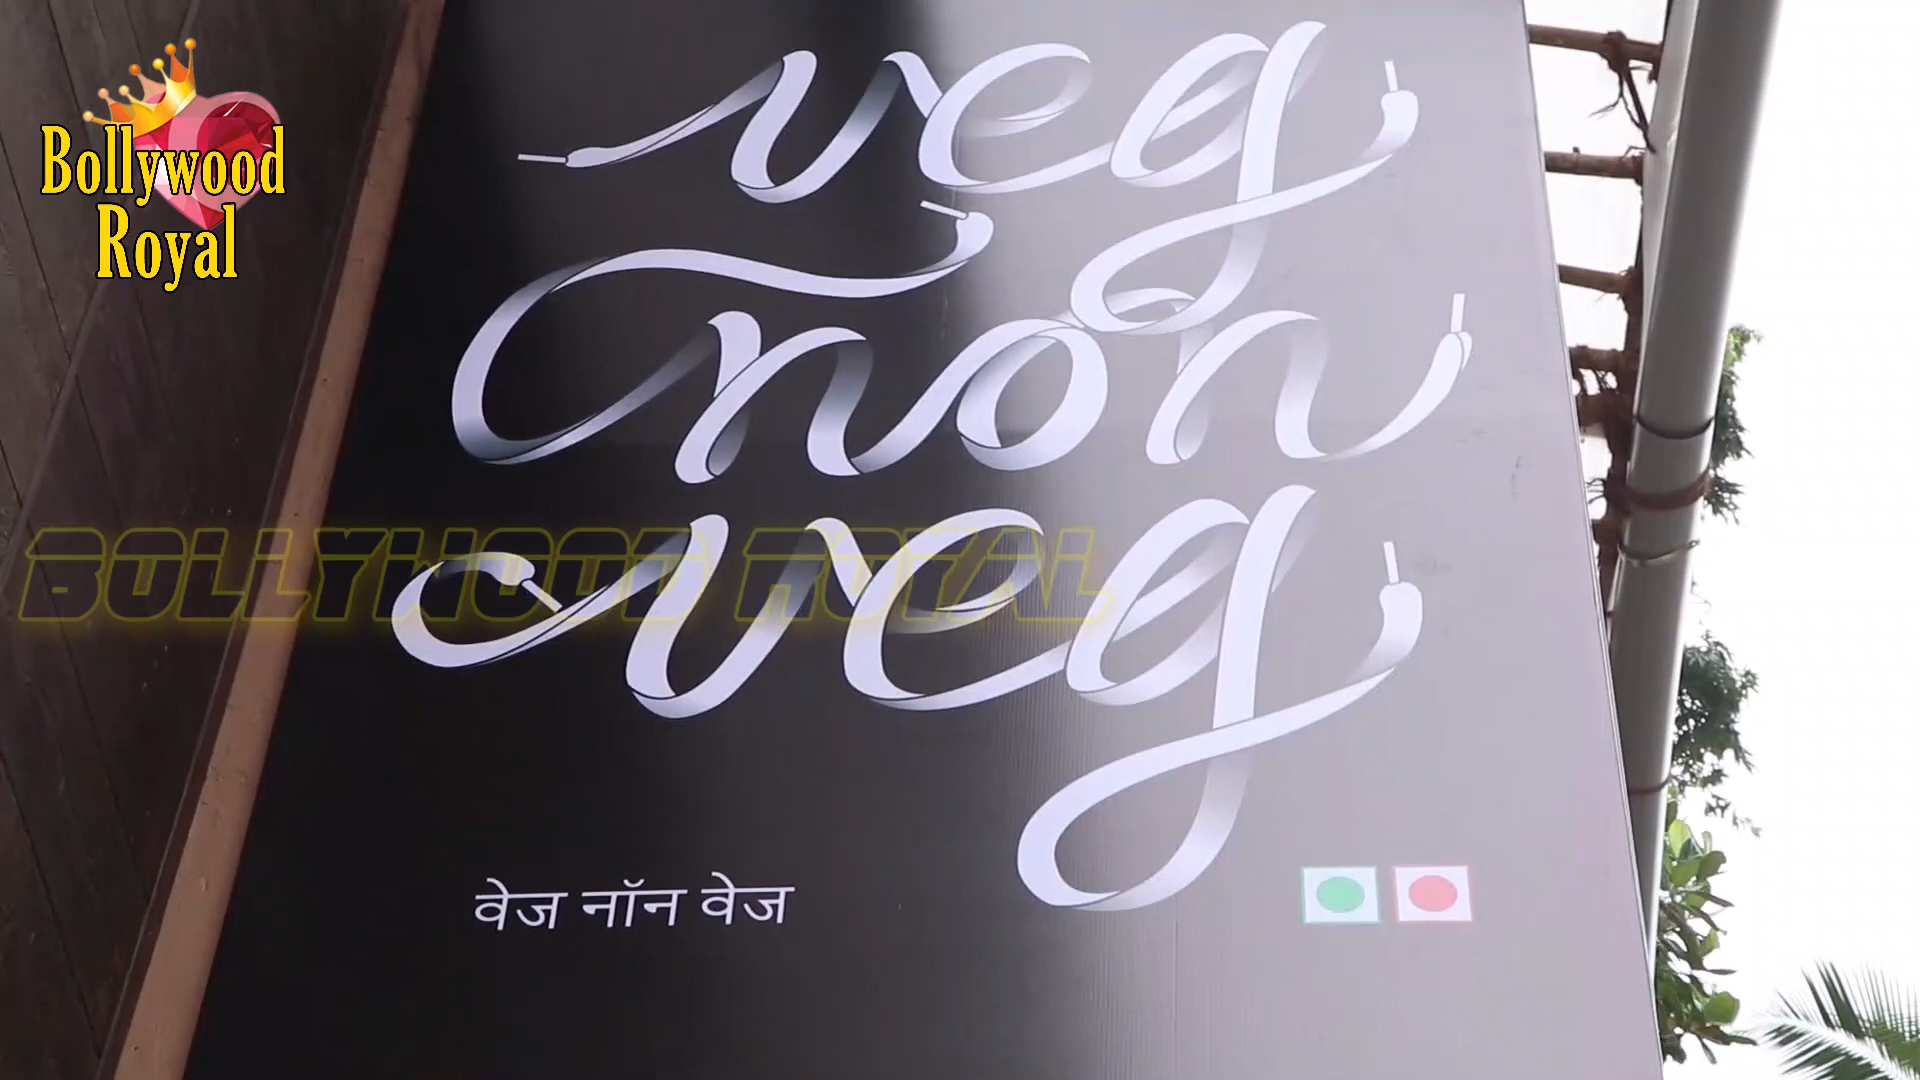 Bollywood
Royal
veg
non
veg
BOLLYWOOD ROYAL
वेज नॉन वेज